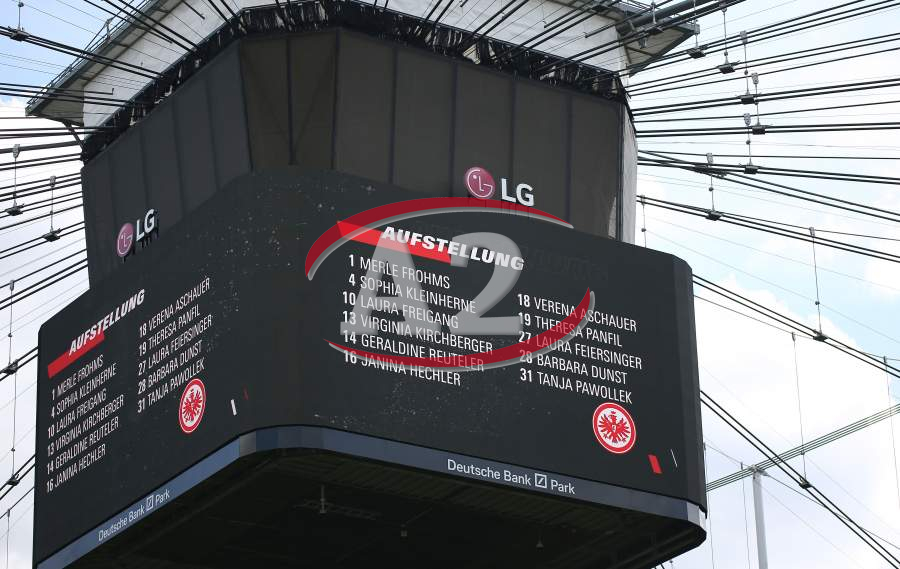 LG
LG
AUFSTELLUNG
1 MERLE FROHMS
4 SOPHIA KLEINHERNE
10 LAURA FREIGANG
13 VIRGINIA KIRCHBERGER
14 GERALDINE REUTELER
16 JANINA HECHLER
18 VERENA ASCHAUER
19 THERESA PANFIL
27 LAURA FEIERSINGER
28 BARBARA DUNST
31 TANJA PAWOLLEK
Deutsche Bank Park
AUFSTELLUNG
1 MERLE FROHMS
4 SOPHIA KLEINHERNE
10 LAURA FREIGANG
13 VIRGINIA KIRCHBERGER
14 GERALDINE REUTELER
16 JANINA HECHLER
18 VERENA ASCHAUER
19 THERESA PANFIL
27 LAURA FEIERSINGER
28 BARBARA DUNST
31 TANJA PAWOLLEK
Deutsche Bank Park
A2